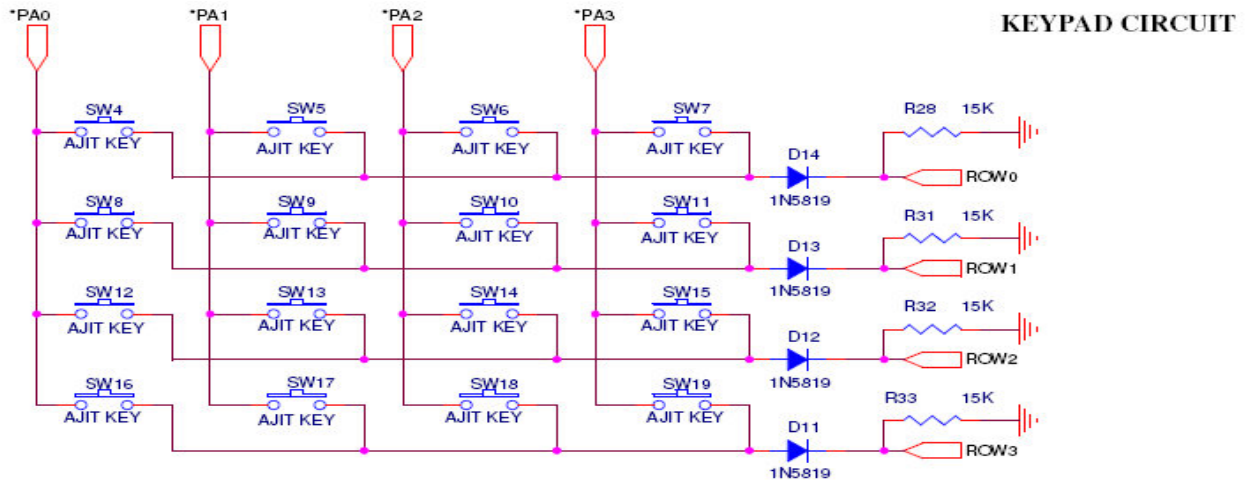 *PA0 *PA1 *PA2 *PA3 KEYPAD CIRCUIT
SW4 SW5 SW6 SW7 R28 15K
AJIT KEY AJIT KEY AJIT KEY AJIT KEY
D14
ROW0
1N5819
SW8 SW9 SW10 SW11 R31 15K
AJIT KEY AJIT KEY AJIT KEY AJIT KEY
D13
ROW1
1N5819
SW12 SW13 SW14 SW15 R32 15K
AJIT KEY AJIT KEY AJIT KEY AJIT KEY
D12
ROW2
1N5819
SW16 SW17 SW18 SW19 R33 15K
AJIT KEY AJIT KEY AJIT KEY AJIT KEY
D11
ROW3
1N5819